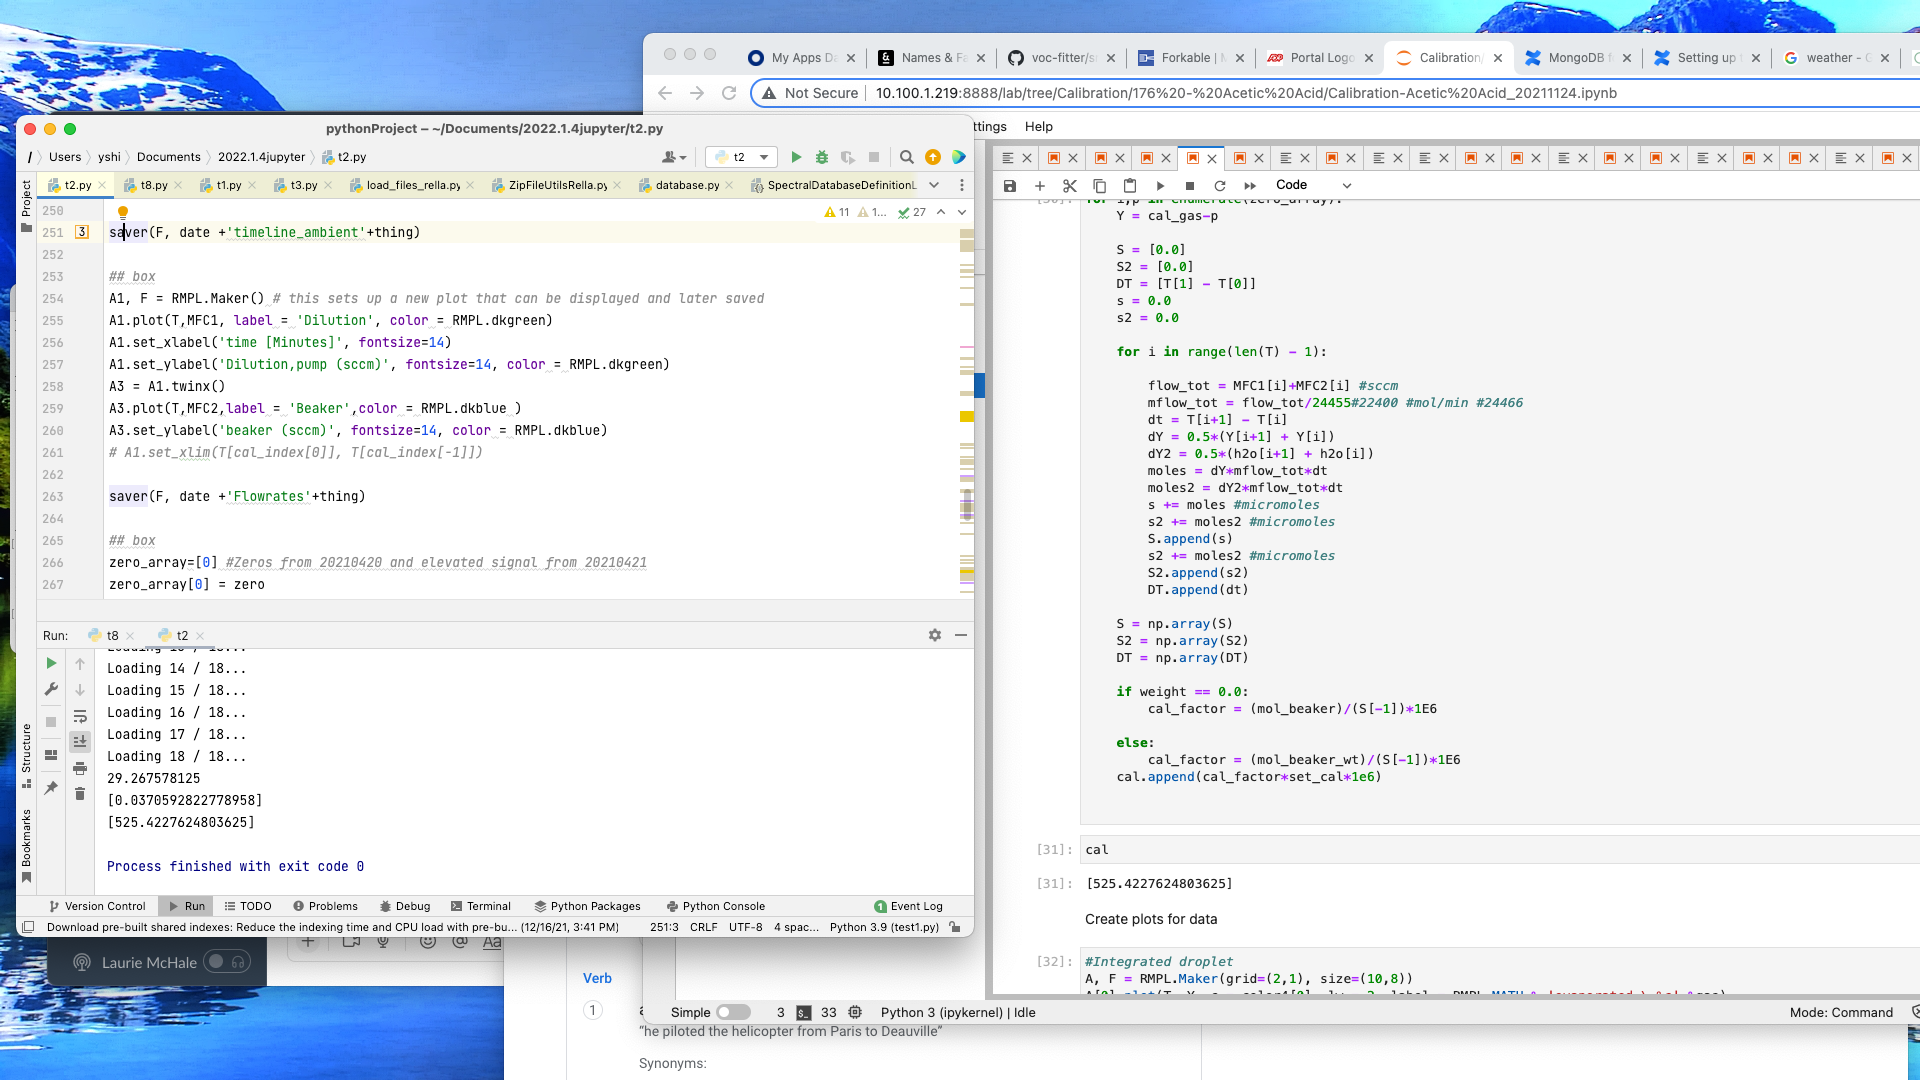 My Apps Da
Names & Fa
voc-fitter/sr
Forkable | M
Portal Logo
Calibration/
MongoDB f
Setting up
weather - G
Not Secure
10.100.1.219:8888/lab/tree/Calibration/176%20-%20Acetic%20Acid/Calibration-Acetic%20Acid_20211124.ipynb
ttings Help
pythonProject – ~/Documents/2022.1.4jupyter/t2.py
/ Users yshi Documents 2022.1.4jupyter t2.py
t2
t2.py t8.py t1.py t3.py load_files_rella.py ZipFileUtilsRella.py database.py SpectralDatabaseDefinitionL
Project
11 1... 27
250
251 3 saver(F, date +'timeline_ambient'+thing)
252
253 ## box
254 A1, F = RMPL.Maker() # this sets up a new plot that can be displayed and later saved
255 A1.plot(T,MFC1, label = 'Dilution', color = RMPL.dkgreen)
256 A1.set_xlabel('time [Minutes]', fontsize=14)
257 A1.set_ylabel('Dilution,pump (sccm)', fontsize=14, color = RMPL.dkgreen)
258 A3 = A1.twinx()
259 A3.plot(T,MFC2,label = 'Beaker',color = RMPL.dkblue )
260 A3.set_ylabel('beaker (sccm)', fontsize=14, color = RMPL.dkblue)
261 # A1.set_xlim(T[cal_index[0]], T[cal_index[-1]])
262
263 saver(F, date +'Flowrates'+thing)
264
265 ## box
266 zero_array=[0] #Zeros from 20210420 and elevated signal from 20210421
267 zero_array[0] = zero
Run: t8 t2
Loading 14 / 18...
Loading 15 / 18...
Loading 16 / 18...
Loading 17 / 18...
Loading 18 / 18...
29.267578125
[0.0370592822778958]
[525.4227624803625]
Process finished with exit code 0
Structure
Bookmarks
Version Control Run TODO Problems Debug Terminal Python Packages Python Console 1 Event Log
Download pre-built shared indexes: Reduce the indexing time and CPU load with pre-bu... (12/16/21, 3:41 PM) 251:3 CRLF UTF-8 4 spac... Python 3.9 (test1.py)
Code
for i,p in enumerate(zero_array):
Y = cal_gas-p
S = [0.0]
S2 = [0.0]
DT = [T[1] - T[0]]
s = 0.0
s2 = 0.0
for i in range(len(T) - 1):
flow_tot = MFC1[i]+MFC2[i] #sccm
mflow_tot = flow_tot/24455#22400 #mol/min #24466
dt = T[i+1] - T[i]
dY = 0.5*(Y[i+1] + Y[i])
dY2 = 0.5*(h2o[i+1] + h2o[i])
moles = dY*mflow_tot*dt
moles2 = dY2*mflow_tot*dt
s += moles #micromoles
s2 += moles2 #micromoles
S.append(s)
s2 += moles2 #micromoles
S2.append(s2)
DT.append(dt)
S = np.array(S)
S2 = np.array(S2)
DT = np.array(DT)
if weight == 0.0:
cal_factor = (mol_beaker)/(S[-1])*1E6
else:
cal_factor = (mol_beaker_wt)/(S[-1])*1E6
cal.append(cal_factor*set_cal*1e6)
[31]: cal
[31]: [525.4227624803625]
Create plots for data
[32]: #Integrated droplet
A, F = RMPL.Maker(grid=(2,1), size=(10,8))
Simple 3 33 Python 3 (ipykernel) | Idle Mode: Command
Laurie McHale
Aa
Verb
1
“he piloted the helicopter from Paris to Deauville”
Synonyms: